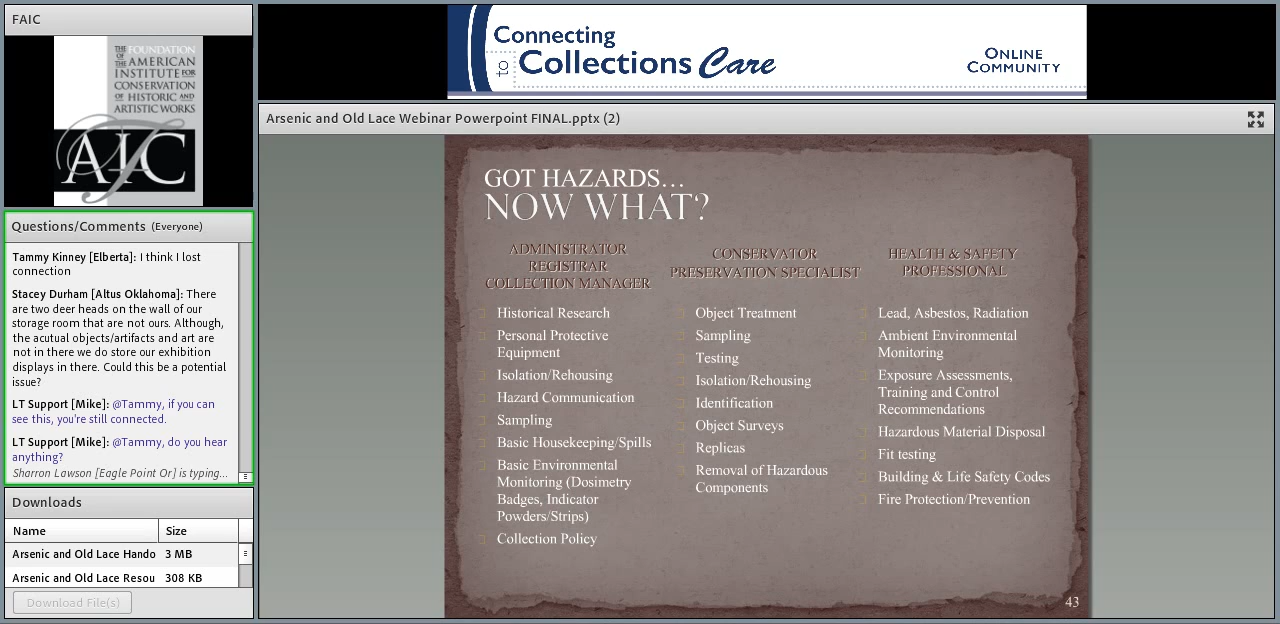 FAIC
THE FOUNDATION
OF THE AMERICAN
INSTITUTE FOR
CONSERVATION
OF HISTORIC AND
ARTISTIC WORKS
AIC
Questions/Comments (Everyone)
Tammy Kinney [Elberta]: I think I lost
connection
Stacey Durham [Altus Oklahoma]: There
are two deer heads on the wall of our
storage room that are not ours. Although,
the acutual objects/artifacts and art are
not in there we do store our exhibition
displays in there. Could this be a potential
issue?
LT Support [Mike]: @Tammy, if you can
see this, you're still connected.
LT Support [Mike]: @Tammy, do you hear
anything?
Sharron Lawson [Eagle Point Or] is typing...
Downloads
Name Size
Arsenic and Old Lace Hando 3 MB
Arsenic and Old Lace Resou 308 KB
Download File(s)
Connecting
to Collections Care
ONLINE
COMMUNITY
Arsenic and Old Lace Webinar Powerpoint FINAL.pptx (2)
GOT HAZARDS...
NOW WHAT?
ADMINISTRATOR
REGISTRAR
COLLECTION MANAGER
Historical Research
Personal Protective
Equipment
Isolation/Rehousing
Hazard Communication
Sampling
Basic Housekeeping/Spills
Basic Environmental
Monitoring (Dosimetry
Badges, Indicator
Powders/Strips)
Collection Policy
CONSERVATOR
PRESERVATION SPECIALIST
Object Treatment
Sampling
Testing
Isolation/Rehousing
Identification
Object Surveys
Replicas
Removal of Hazardous
Components
HEALTH & SAFETY
PROFESSIONAL
Lead, Asbestos, Radiation
Ambient Environmental
Monitoring
Exposure Assessments,
Training and Control
Recommendations
Hazardous Material Disposal
Fit testing
Building & Life Safety Codes
Fire Protection/Prevention
43